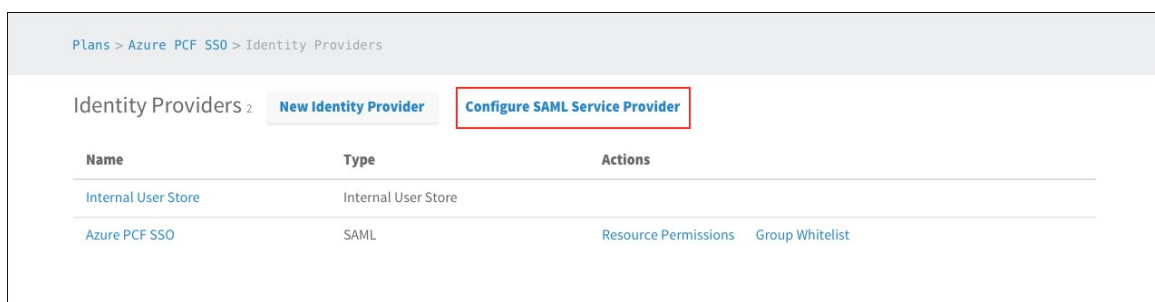 Plans > Azure PCF SSO > Identity Providers
Identity Providers 2 New Identity Provider Configure SAML Service Provider
Name Type Actions
Internal User Store Internal User Store
Azure PCF SSO SAML Resource Permissions Group Whitelist